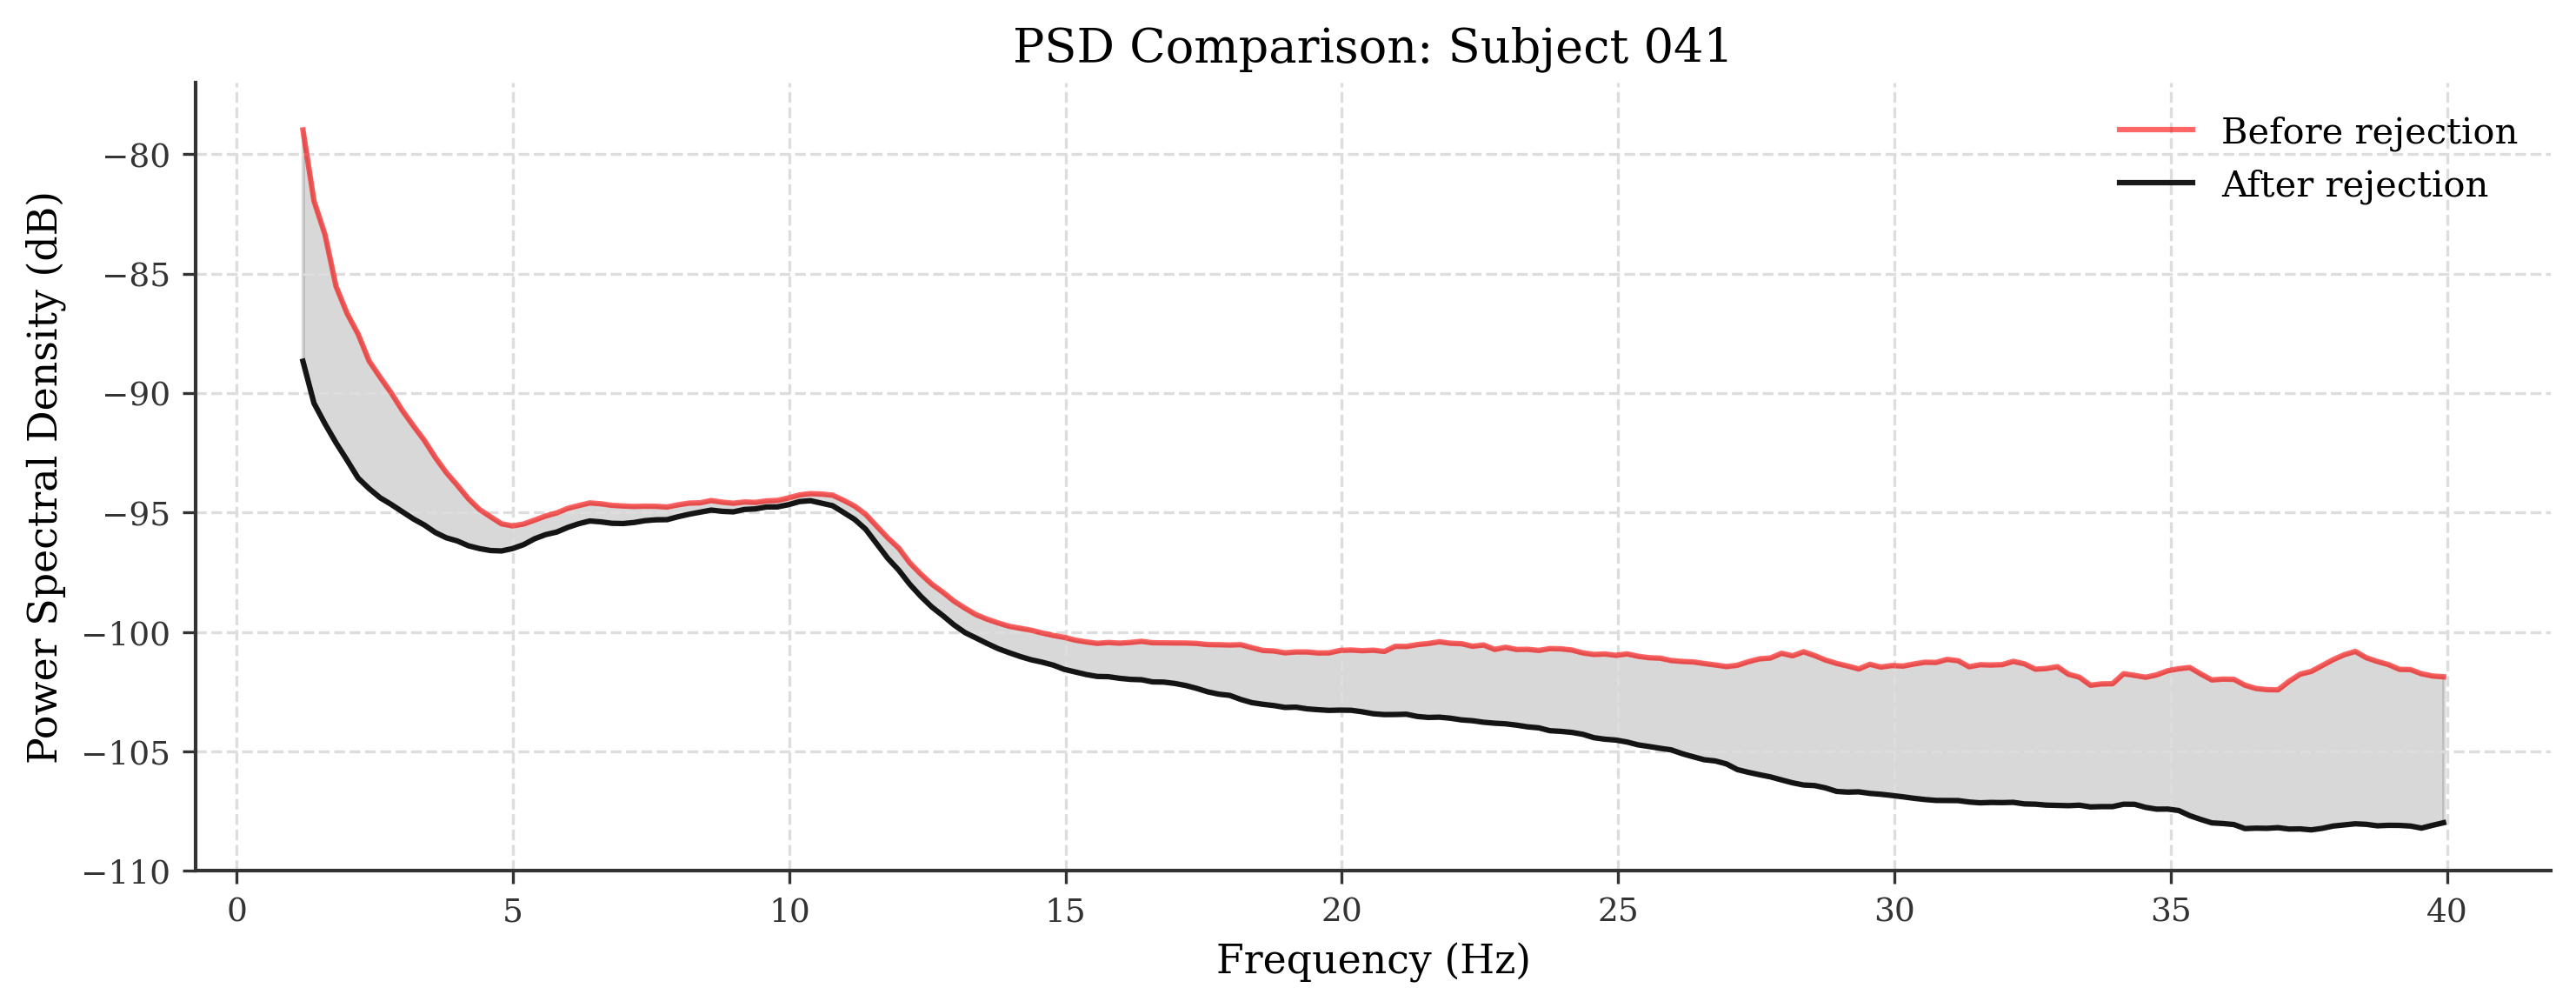 PSD Comparison: Subject 041
Before rejection
After rejection
Power Spectral Density (dB)
−80
−85
−90
−95
−100
−105
−110
0 5 10 15 20 25 30 35 40
Frequency (Hz)